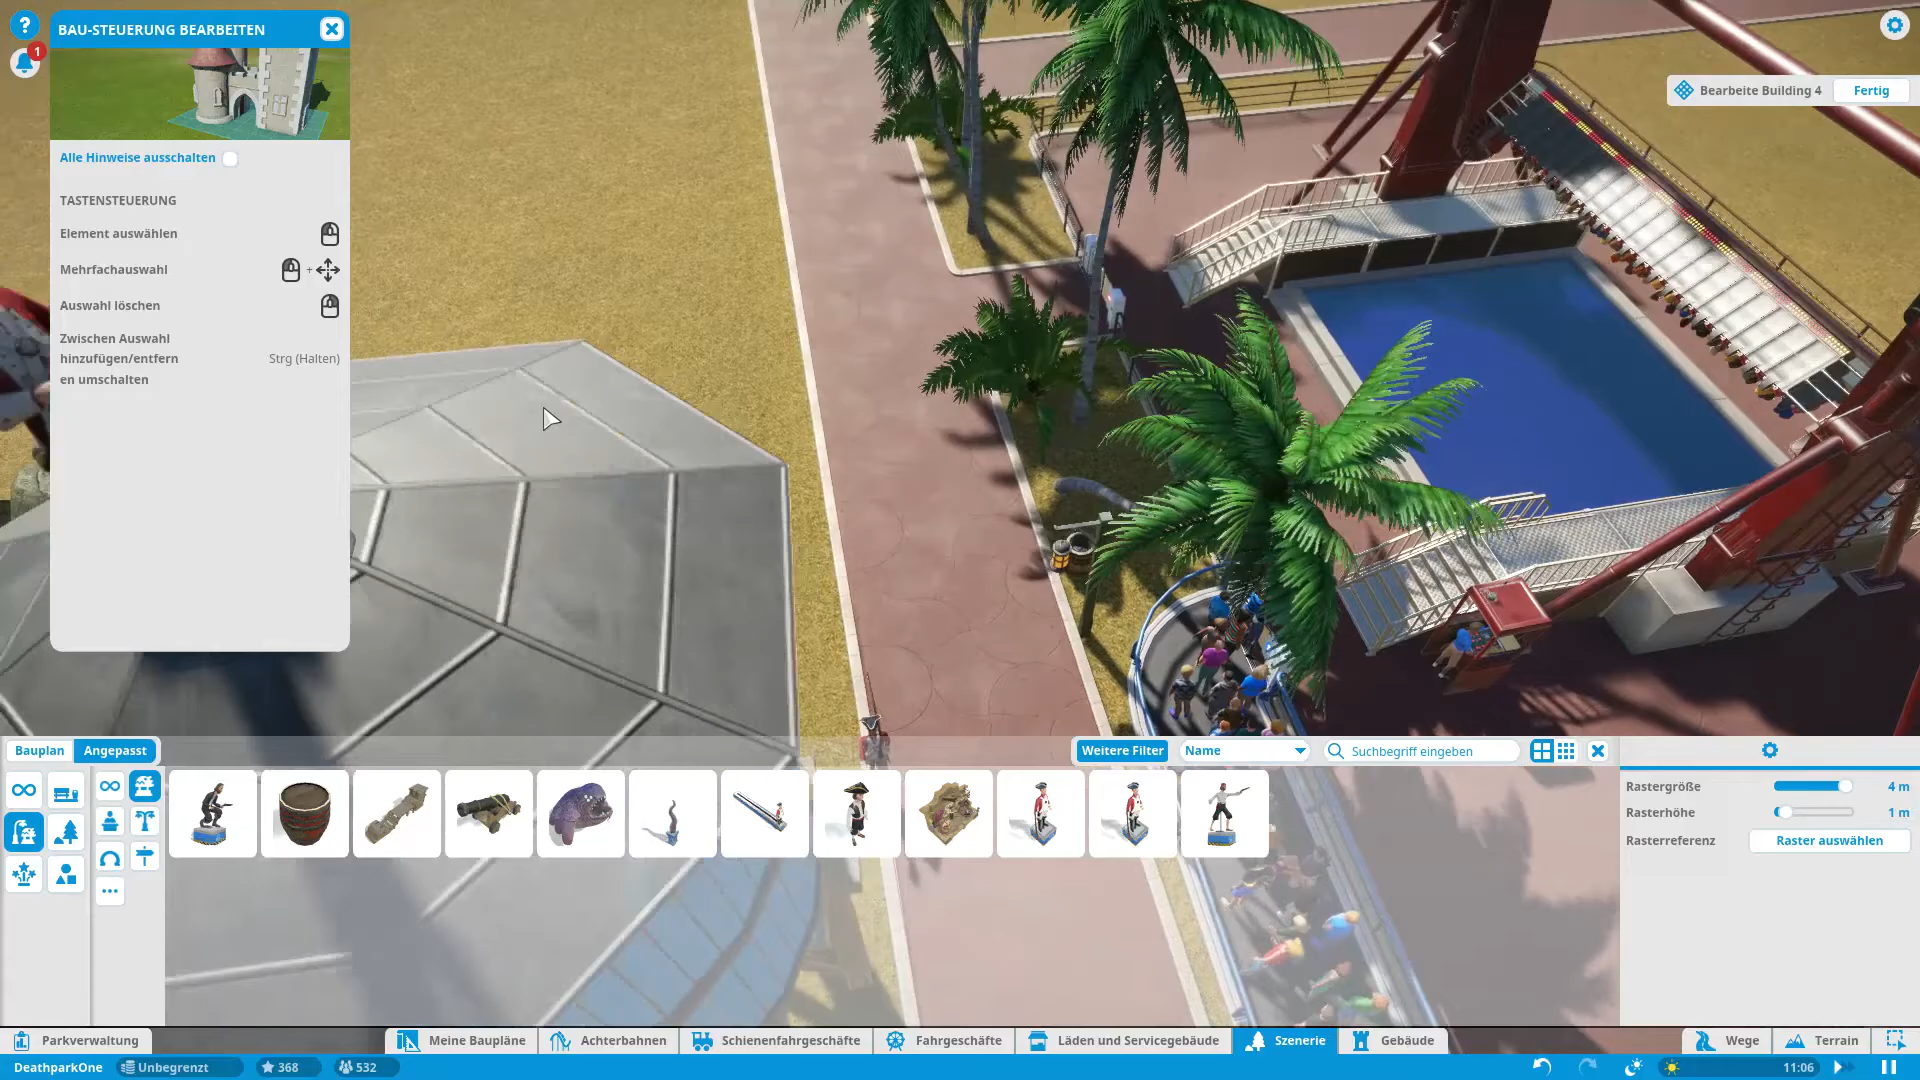 ?
BAU-STEUERUNG BEARBEITEN
1
Alle Hinweise ausschalten
TASTENSTEUERUNG
Element auswählen
Mehrfachauswahl
+
Auswahl löschen
Zwischen Auswahl
hinzufügen/entfern
en umschalten
Strg (Halten)
Bearbeite Building 4
Fertig
Bauplan
Angepasst
Weitere Filter
Name
Suchbegriff eingeben
Rastergröße
4 m
Rasterhöhe
1 m
Rasterreferenz
Raster auswählen
Parkverwaltung
Meine Baupläne
Achterbahnen
Schienenfahrgeschäfte
Fahrgeschäfte
Läden und Servicegebäude
Szenerie
Gebäude
Wege
Terrain
DeathparkOne
Unbegrenzt
368
532
11:06